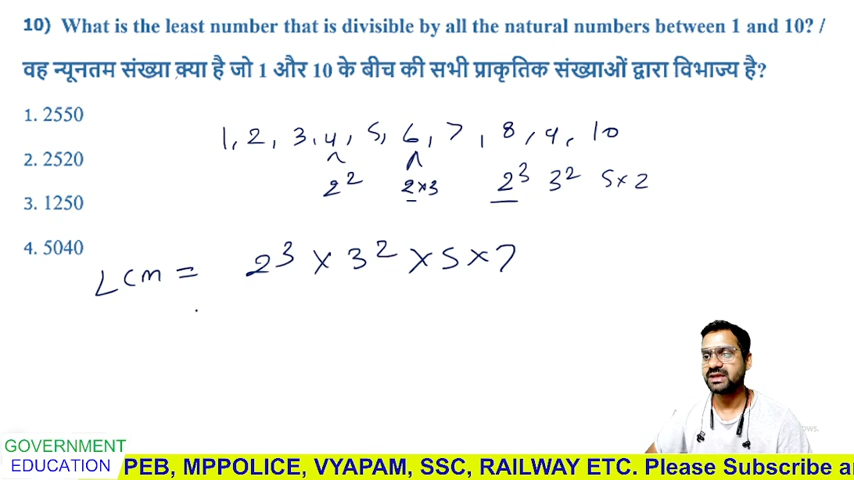 10) What is the least number that is divisible by all the natural numbers between 1 and 10? /
वह न्यूनतम संख्या क्या है जो 1 और 10 के बीच की सभी प्राकृतिक संख्याओं द्वारा विभाज्य है?
1. 2550
2. 2520
3. 1250
4. 5040
1, 2, 3, 4, 5, 6, 7, 8, 9, 10
2² 2×3 2³ 3² 5×2
LCM = 2³ × 3² × 5 × 7
GOVERNMENT
EDUCATION
PEB, MPPOLICE, VYAPAM, SSC, RAILWAY ETC. Please Subscribe a